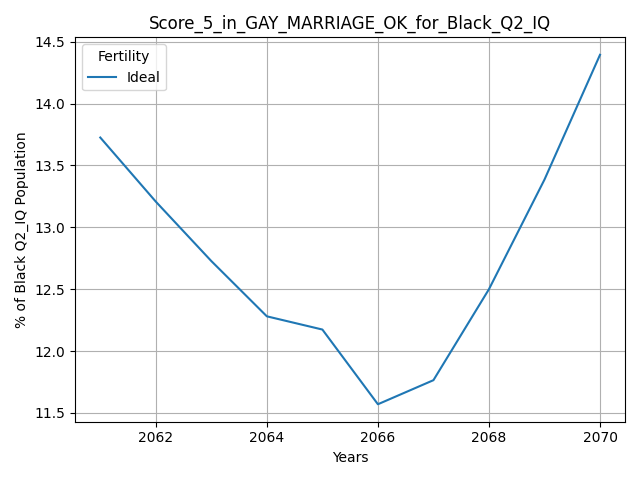 Score_5_in_GAY_MARRIAGE_OK_for_Black_Q2_IQ
14.5
14.0
13.5
13.0
12.5
12.0
11.5
% of Black Q2_IQ Population
Fertility
Ideal
2062 2064 2066 2068 2070
Years